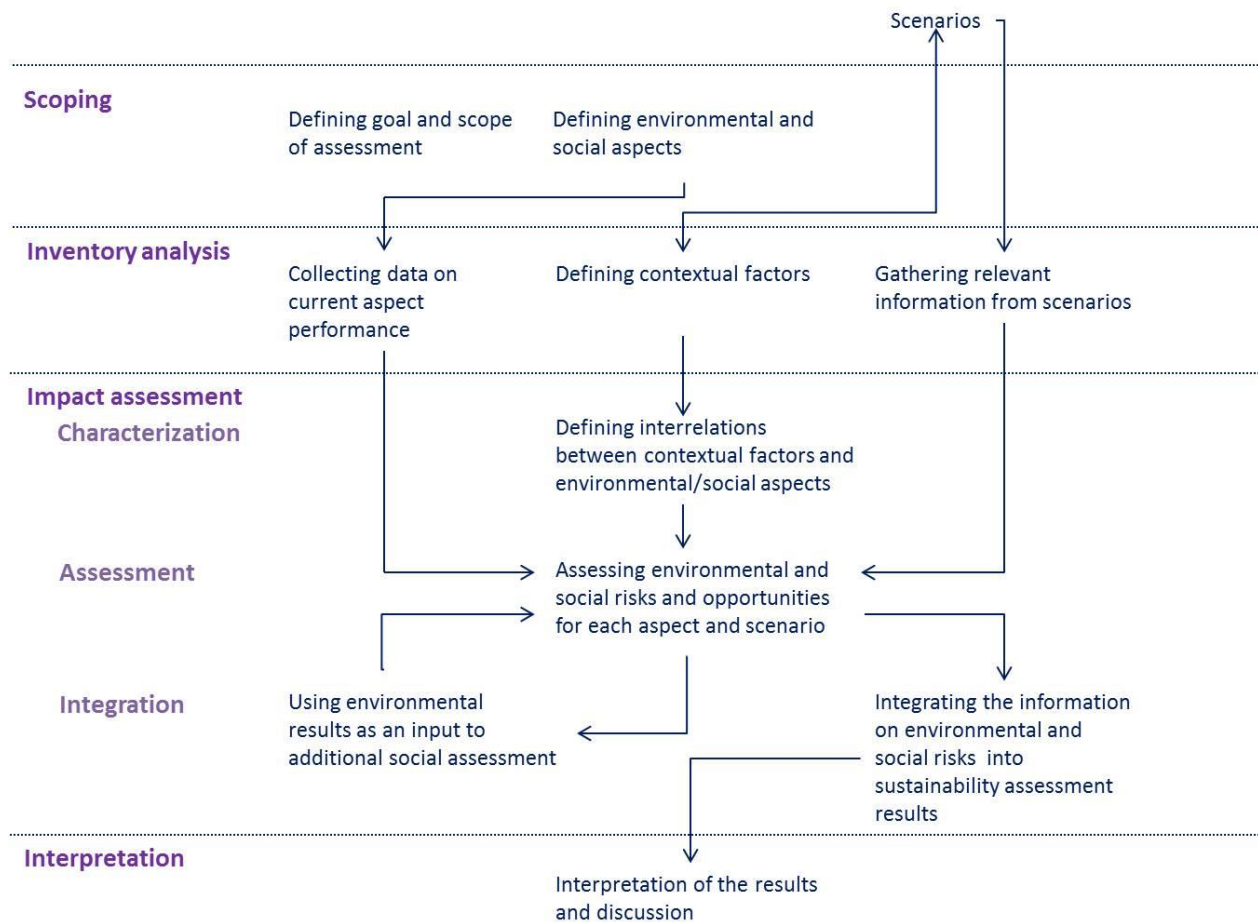 Scenarios
Scoping
Defining goal and scope
of assessment
Defining environmental and
social aspects
Inventory analysis
Collecting data on
current aspect
performance
Defining contextual factors
Gathering relevant
information from scenarios
Impact assessment
Characterization
Defining interrelations
between contextual factors and
environmental/social aspects
Assessment
Assessing environmental and
social risks and opportunities
for each aspect and scenario
Integration
Using environmental
results as an input to
additional social assessment
Integrating the information
on environmental and
social risks into
sustainability assessment
results
Interpretation
Interpretation of the results
and discussion